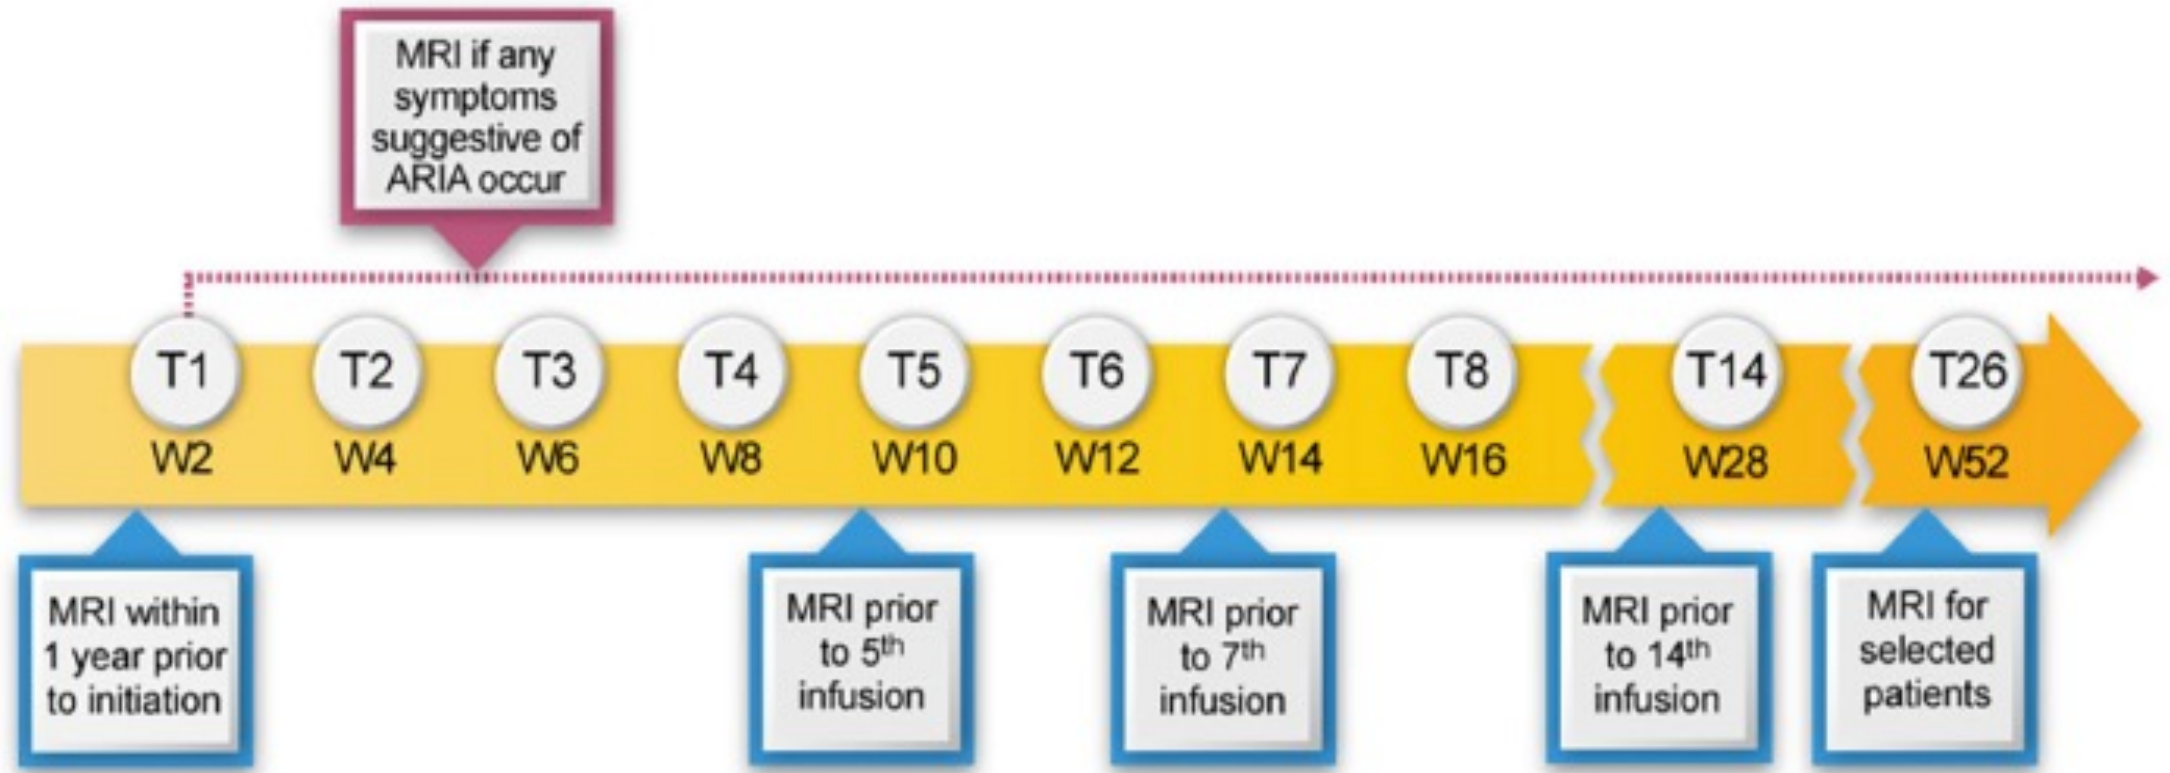 MRI if any
symptoms
suggestive of
ARIA occur
T1 T2 T3 T4 T5 T6 T7 T8 T14 T26
W2 W4 W6 W8 W10 W12 W14 W16 W28 W52
MRI within
1 year prior
to initiation
MRI prior
to 5th
infusion
MRI prior
to 7th
infusion
MRI prior
to 14th
infusion
MRI for
selected
patients